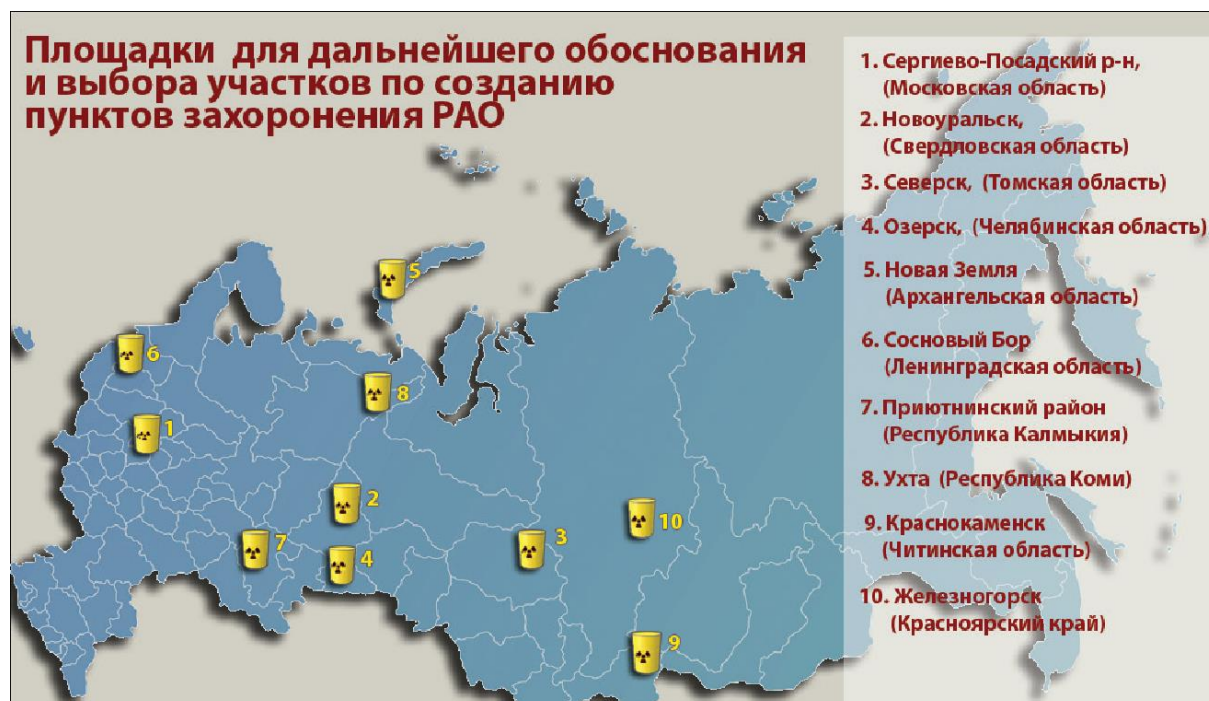 Площадки для дальнейшего обоснования
и выбора участков по созданию
пунктов захоронения РАО
1. Сергиево-Посадский р-н,
(Московская область)
2. Новоуральск,
(Свердловская область)
3. Северск, (Томская область)
4. Озерск, (Челябинская область)
5. Новая Земля
(Архангельская область)
6. Сосновый Бор
(Ленинградская область)
7. Приютнинский район
(Республика Калмыкия)
8. Ухта (Республика Коми)
9. Краснокаменск
(Читинская область)
10. Железногорск
(Красноярский край)
5
6
8
1
2
7
4
3
10
9